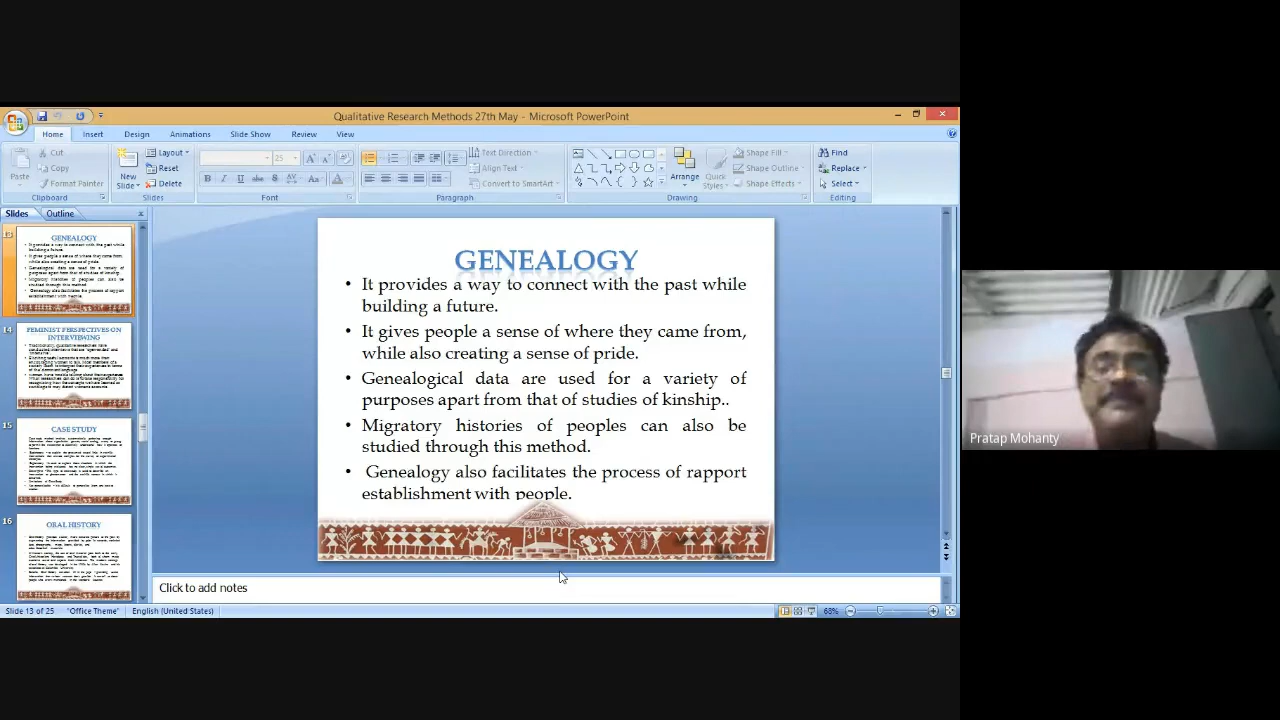 Qualitative Research Methods 27th May - Microsoft PowerPoint
Home Insert Design Animations Slide Show Review View
Paste
Cut
Copy
Format Painter
Clipboard
New Slide
Layout
Reset
Delete
Slides
25
Font
Text Direction
Align Text
Convert to SmartArt
Paragraph
Arrange
Quick Styles
Shape Fill
Shape Outline
Shape Effects
Drawing
Find
Replace
Select
Editing
Slides Outline
13
GENEALOGY
14
FEMINIST PERSPECTIVES ON
INTERVIEWING
15
CASE STUDY
16
ORAL HISTORY
GENEALOGY
• It provides a way to connect with the past while
building a future.
• It gives people a sense of where they came from,
while also creating a sense of pride.
• Genealogical data are used for a variety of
purposes apart from that of studies of kinship..
• Migratory histories of peoples can also be
studied through this method.
• Genealogy also facilitates the process of rapport
establishment with people.
Click to add notes
Slide 13 of 25 "Office Theme" English (United States) 68%
Pratap Mohanty